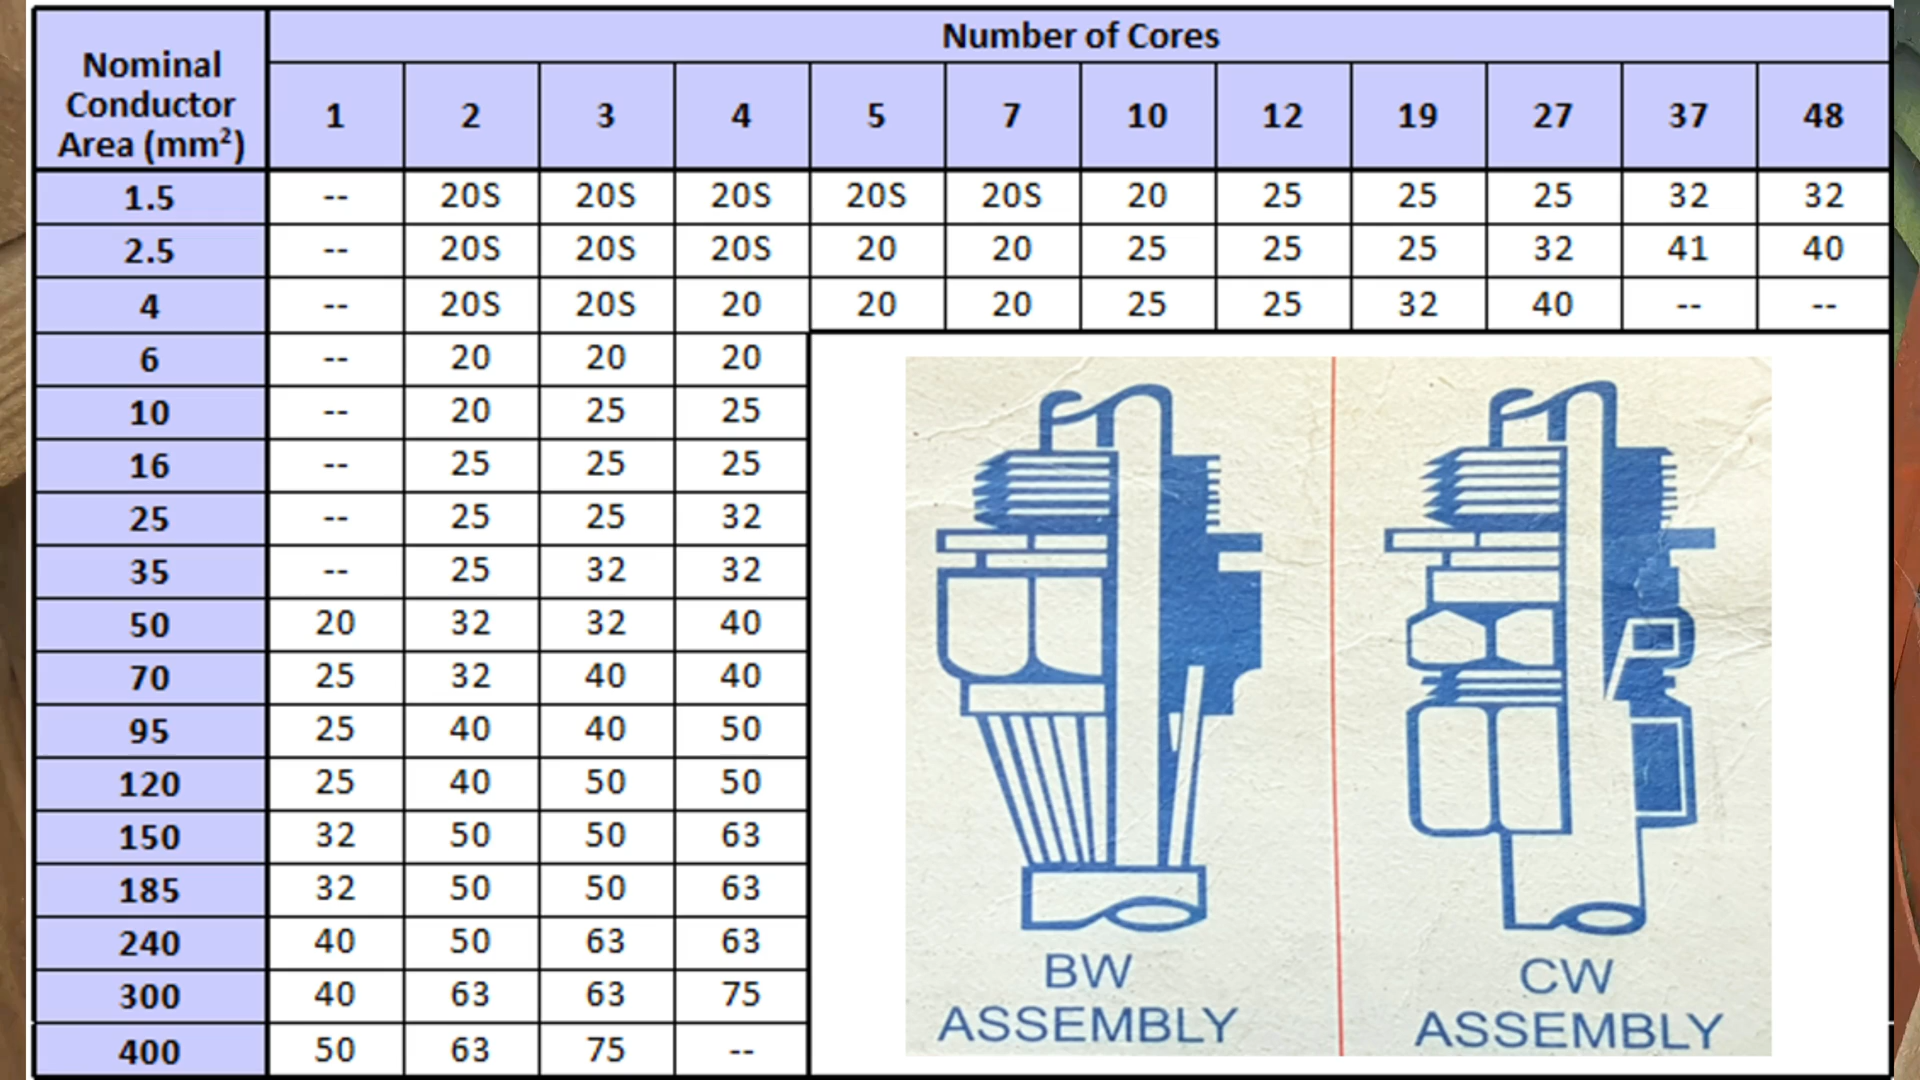 Nominal
Conductor
Area (mm²)
Number of Cores
1 2 3 4 5 7 10 12 19 27 37 48
1.5 -- 20S 20S 20S 20S 20S 20 25 25 25 32 32
2.5 -- 20S 20S 20S 20 20 25 25 25 32 41 40
4 -- 20S 20S 20 20 20 25 25 32 40 -- --
6 -- 20 20 20
10 -- 20 25 25
16 -- 25 25 25
25 -- 25 25 32
35 -- 25 32 32
50 20 32 32 40
70 25 32 40 40
95 25 40 40 50
120 25 40 50 50
150 32 50 50 63
185 32 50 50 63
240 40 50 63 63
300 40 63 63 75
400 50 63 75 --
BW
ASSEMBLY
CW
ASSEMBLY